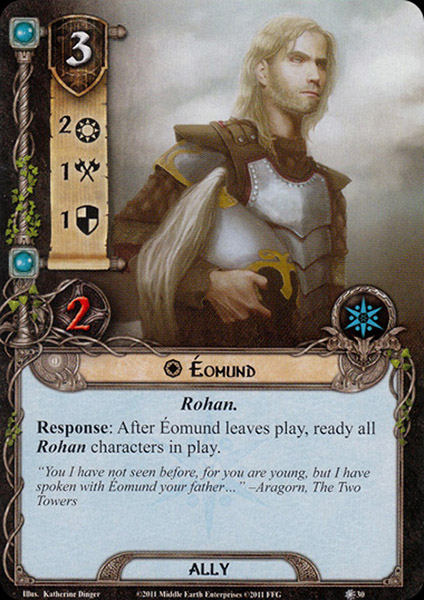 3
2
1
1
2
Éomund
Rohan.
Response: After Éomund leaves play, ready all
Rohan characters in play.
“You I have not seen before, for you are young, but I have
spoken with Éomund your father…” –Aragorn, The Two
Towers
ALLY
Illus. Katherine Dinger ©2011 Middle Earth Enterprises ©2011 FFG 30